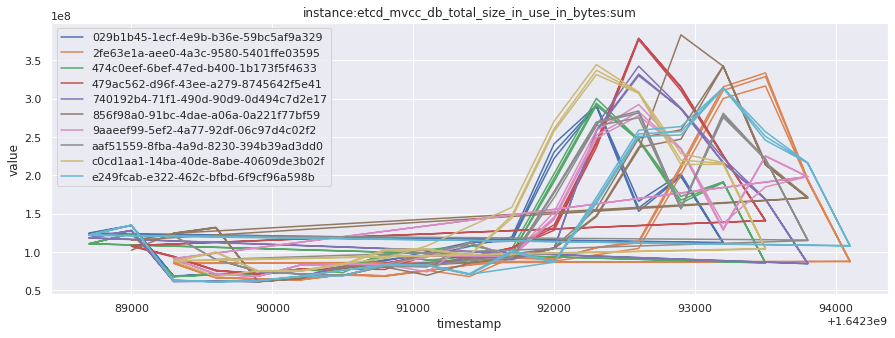 instance:etcd_mvcc_db_total_size_in_use_in_bytes:sum
1e8
029b1b45-1ecf-4e9b-b36e-59bc5af9a329
2fe63e1a-aee0-4a3c-9580-5401ffe03595
474c0eef-6bef-47ed-b400-1b173f5f4633
479ac562-d96f-43ee-a279-8745642f5e41
740192b4-71f1-490d-90d9-0d494c7d2e17
856f98a0-91bc-4dae-a06a-0a221f77bf59
9aaeef99-5ef2-4a77-92df-06c97d4c02f2
aaf51559-8fba-4a9d-8230-394b39ad3dd0
c0cd1aa1-14ba-40de-8abe-40609de3b02f
e249fcab-e322-462c-bfbd-6f9cf96a598b
value
3.5
3.0
2.5
2.0
1.5
1.0
0.5
89000 90000 91000 92000 93000 94000
timestamp
+1.6423e9